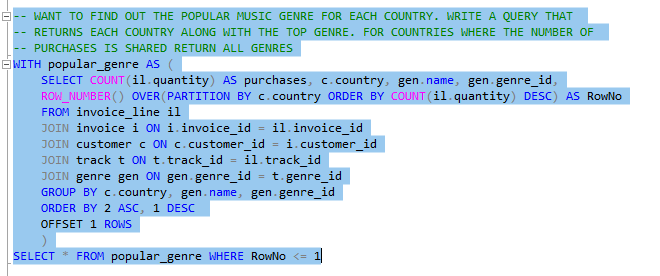 -- WANT TO FIND OUT THE POPULAR MUSIC GENRE FOR EACH COUNTRY. WRITE A QUERY THAT
-- RETURNS EACH COUNTRY ALONG WITH THE TOP GENRE. FOR COUNTRIES WHERE THE NUMBER OF
-- PURCHASES IS SHARED RETURN ALL GENRES
WITH popular_genre AS (
    SELECT COUNT(il.quantity) AS purchases, c.country, gen.name, gen.genre_id,
    ROW_NUMBER() OVER(PARTITION BY c.country ORDER BY COUNT(il.quantity) DESC) AS RowNo
    FROM invoice_line il
    JOIN invoice i ON i.invoice_id = il.invoice_id
    JOIN customer c ON c.customer_id = i.customer_id
    JOIN track t ON t.track_id = il.track_id
    JOIN genre gen ON gen.genre_id = t.genre_id
    GROUP BY c.country, gen.name, gen.genre_id
    ORDER BY 2 ASC, 1 DESC
    OFFSET 1 ROWS
    )
SELECT * FROM popular_genre WHERE RowNo <= 1